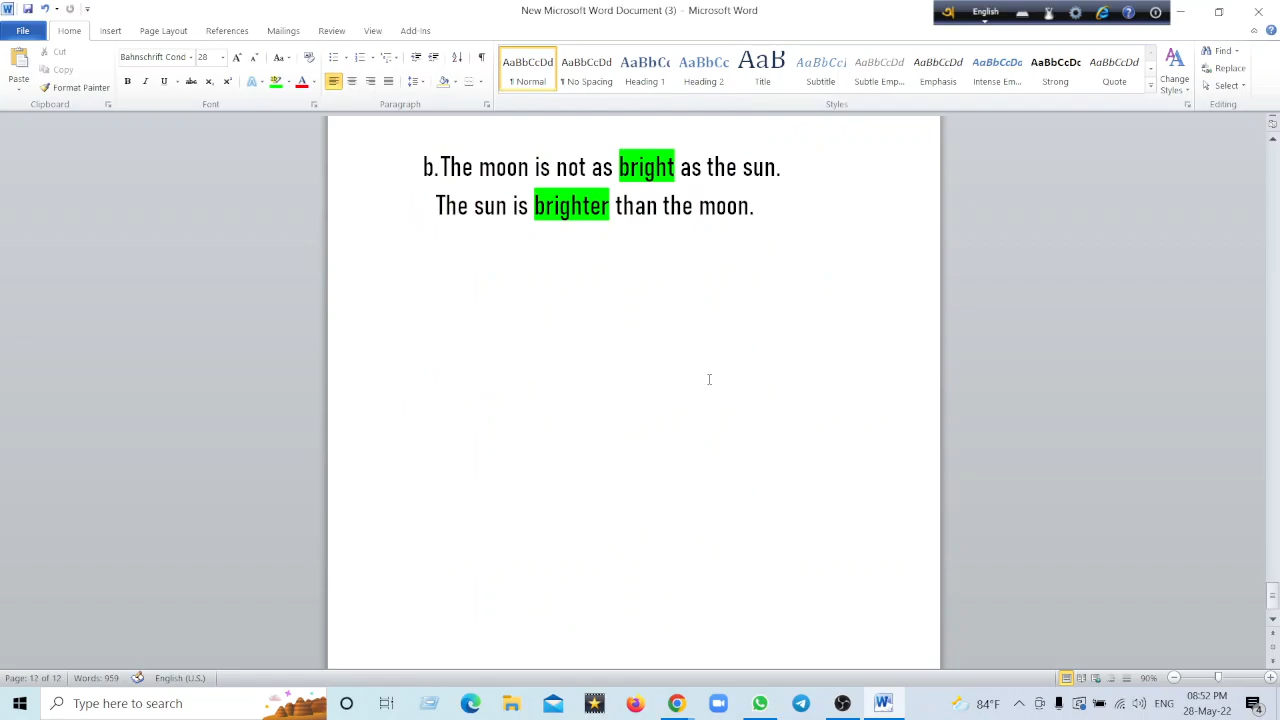 New Microsoft Word Document (3) - Microsoft Word
English
File Home Insert Page Layout References Mailings Review View Add-Ins
Paste
Cut
Copy
Format Painter
Clipboard
Bahnschrift Cond 28
Font
Paragraph
AaBbCcDd AaBbCcDd AaBbCc AaBbCc AaB AaBbCcI AaBbCcDd AaBbCcDd AaBbCcDd AaBbCcDc AaBbCcDd
¶ Normal ¶ No Spacing Heading 1 Heading 2 Title Subtitle Subtle Emp... Emphasis Intense Em... Strong Quote
Styles
Change Styles
Find
Replace
Select
Editing
b.The moon is not as bright as the sun.
The sun is brighter than the moon.
Page: 12 of 12 Words: 959 English (U.S.) 90%
Type here to search
84°F ENG 08:52 PM
28-May-22
4